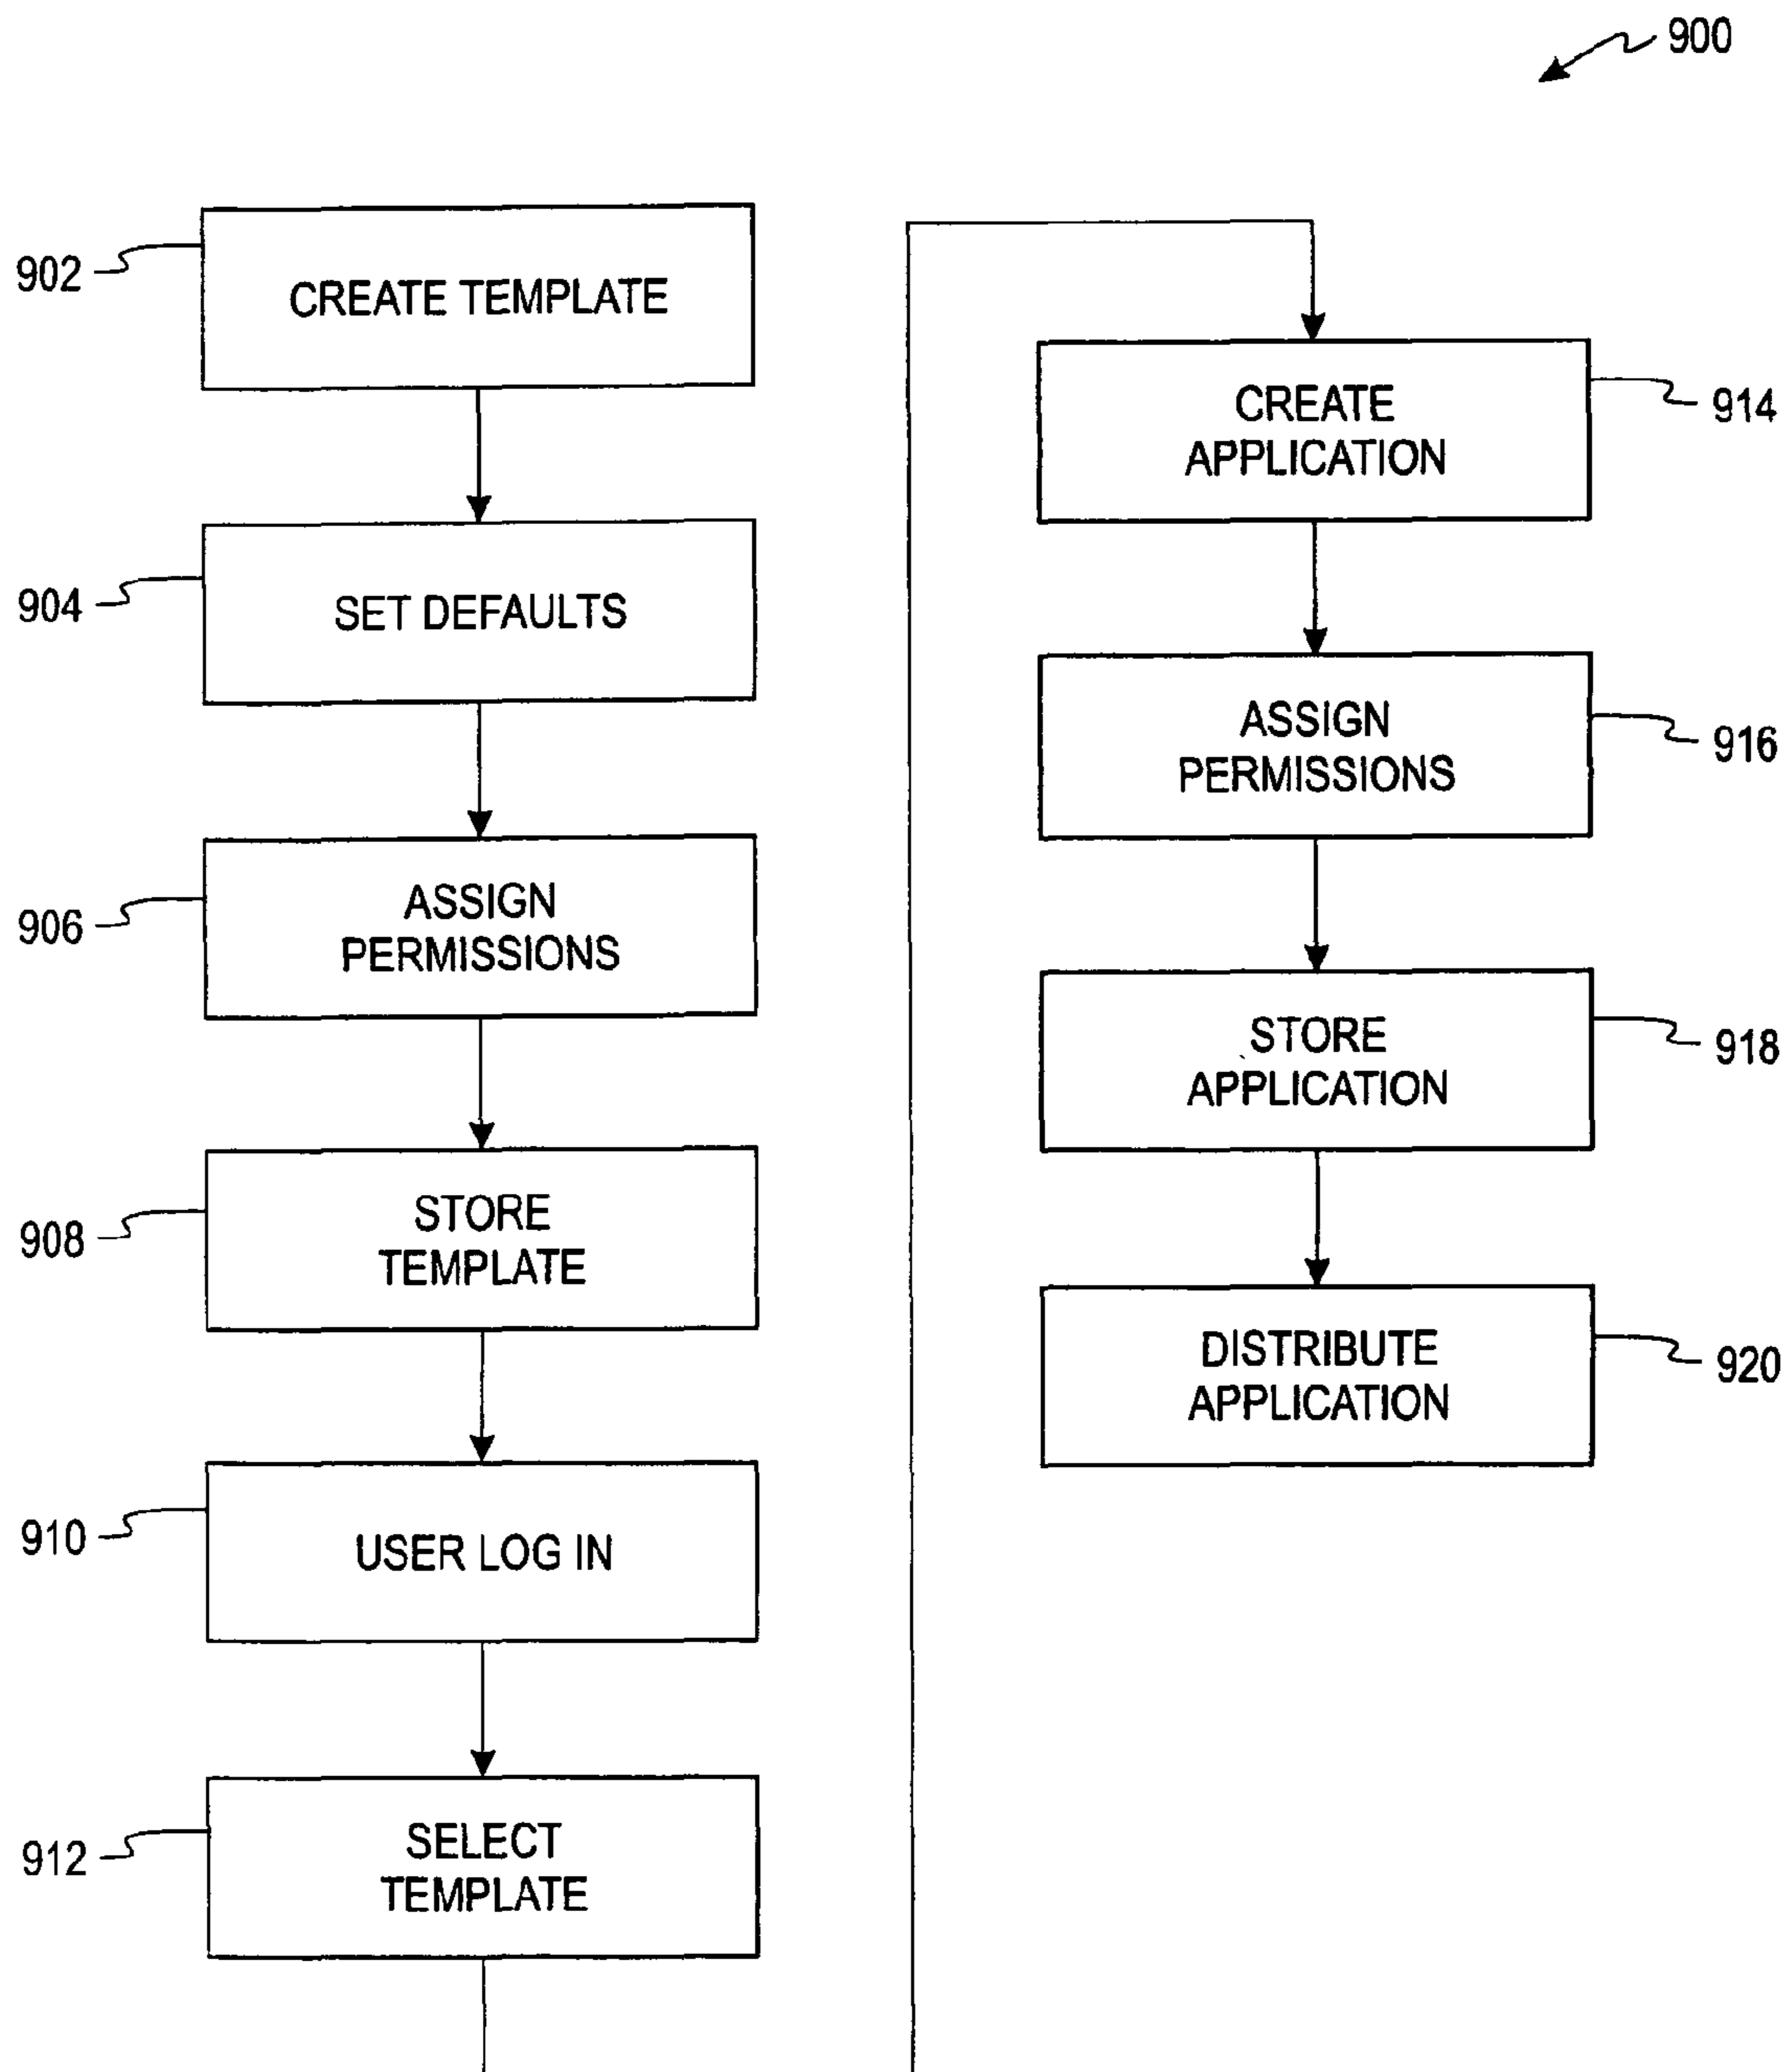 900
902
CREATE TEMPLATE
904
SET DEFAULTS
906
ASSIGN
PERMISSIONS
908
STORE
TEMPLATE
910
USER LOG IN
912
SELECT
TEMPLATE
CREATE
APPLICATION
914
ASSIGN
PERMISSIONS
916
STORE
APPLICATION
918
DISTRIBUTE
APPLICATION
920